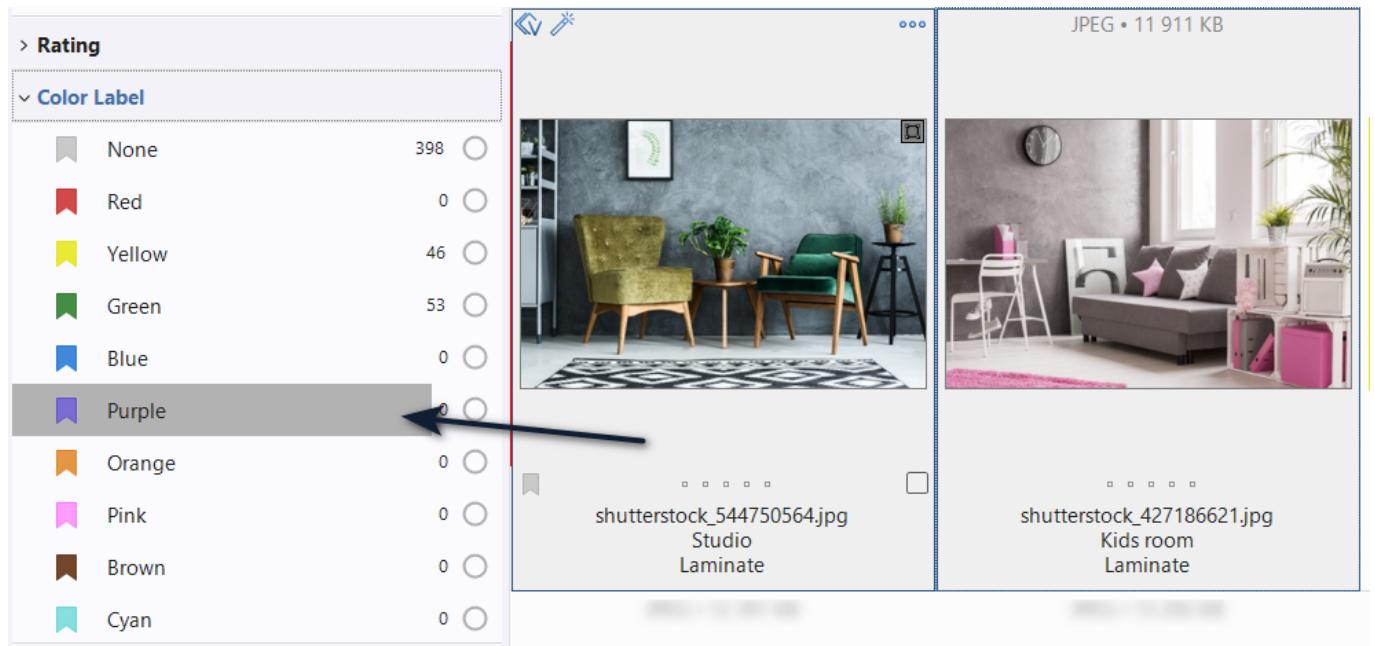 Rating
Color Label
None 398
Red 0
Yellow 46
Green 53
Blue 0
Purple 0
Orange 0
Pink 0
Brown 0
Cyan 0
shutterstock_544750564.jpg
Studio
Laminate
JPEG • 11 911 KB
shutterstock_427186621.jpg
Kids room
Laminate